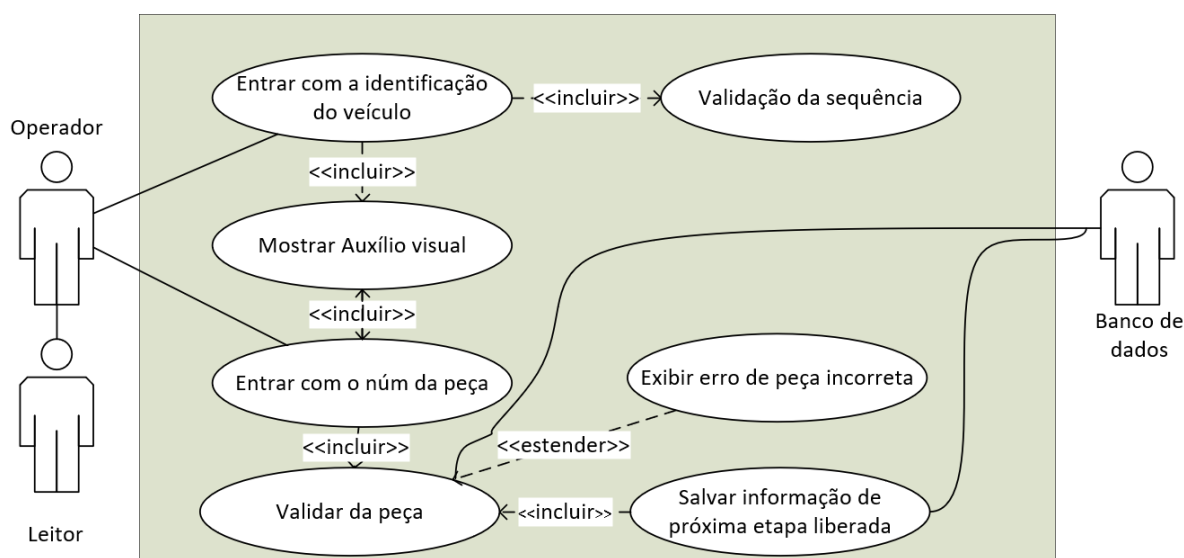 Entrar com a identificação
do veículo
<<incluir>>
Validação da sequência
Operador
<<incluir>>
Mostrar Auxílio visual
<<incluir>>
Banco de
dados
Entrar com o núm da peça
Exibir erro de peça incorreta
<<incluir>>
<<estender>>
Validar da peça
<<incluir>>
Salvar informação de
próxima etapa liberada
Leitor